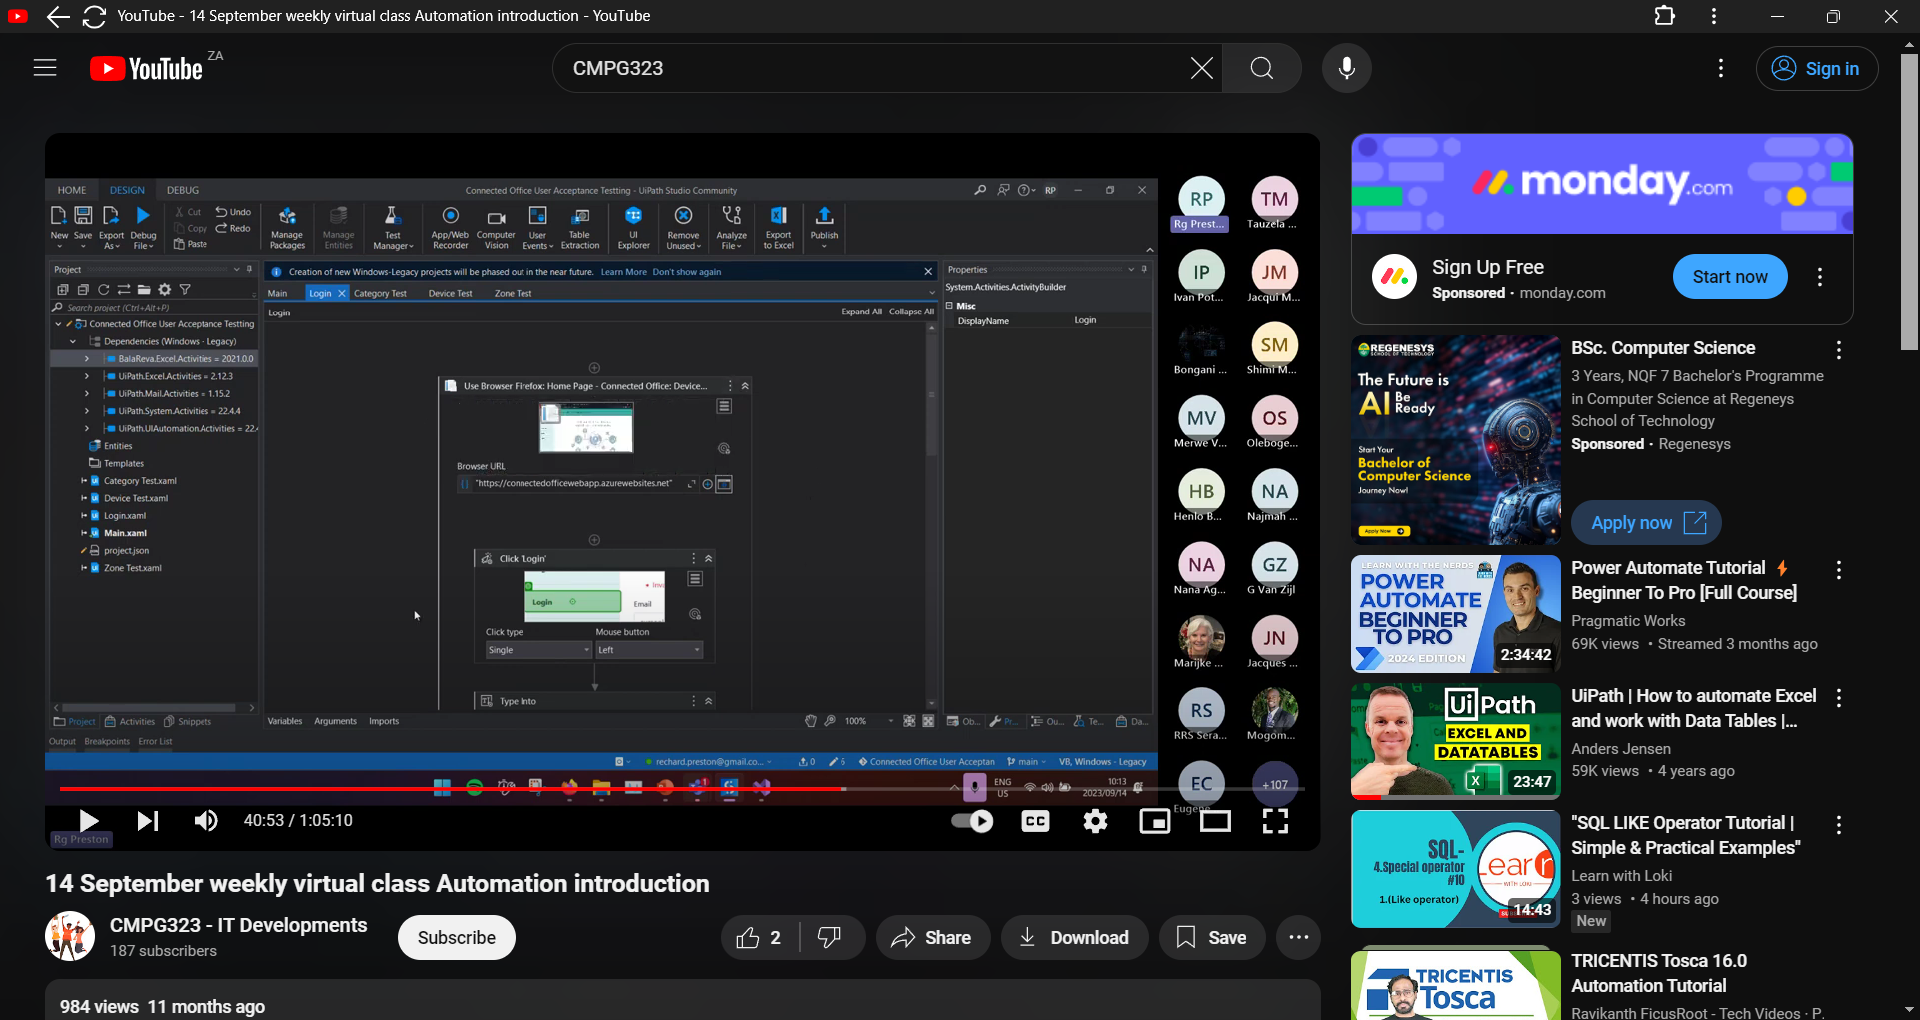 YouTube - 14 September weekly virtual class Automation introduction - YouTube
YouTube ZA
CMPG323
Sign in
HOME DESIGN DEBUG
Connected Office User Acceptance Testting - UiPath Studio Community
RP
New Save Export As Debug File
Cut Copy Paste
Undo Redo
Manage Packages
Manage Entities
Test Manager
App/Web Recorder
Computer Vision
User Events
Table Extraction
UI Explorer
Remove Unused
Analyze File
Export to Excel
Publish
Project
Creation of new Windows-Legacy projects will be phased out in the near future. Learn More Don't show again
Search project (Ctrl+Alt+P)
Connected Office User Acceptance Testting
Dependencies (Windows - Legacy)
BalaReva.Excel.Activities = 2021.0.0
UiPath.Excel.Activities = 2.12.3
UiPath.Mail.Activities = 1.15.2
UiPath.System.Activities = 22.4.4
UiPath.UIAutomation.Activities = 22.
Entities
Templates
Category Test.xaml
Device Test.xaml
Login.xaml
Main.xaml
project.json
Zone Test.xaml
Project Activities Snippets
Output Breakpoints Error List
Main Login Category Test Device Test Zone Test
Login
Expand All Collapse All
Use Browser Firefox: Home Page - Connected Office: Device...
Browser URL
"https://connectedofficewebapp.azurewebsites.net"
Click 'Login'
Login
Email
Click type Mouse button
Single Left
Type Into
Variables Arguments Imports
100%
Properties
System.Activities.ActivityBuilder
Misc
DisplayName Login
Ob... Pr... Ou... Te... Da...
rechard.preston@gmail.co...
0
Connected Office User Acceptan
main
VB, Windows - Legacy
ENG
US
10:13
2023/09/14
RP TM
Rg Prest... Tauzela ...
IP JM
Ivan Pot... Jacqui M...
SM
Bongani ... Shimi M...
MV OS
Merwe V... Oleboge...
HB NA
Henlo B... Najmah ...
NA GZ
Nana Ag... G Van Zijl
JN
Marijke ... Jacques ...
RS
RRS Sera... Mogom...
EC +107
Eugene
40:53 / 1:05:10
CC
Rg Preston
14 September weekly virtual class Automation introduction
CMPG323 - IT Developments
187 subscribers
Subscribe
2
Share
Download
Save
984 views 11 months ago
monday.com
Sign Up Free
Sponsored · monday.com
Start now
REGENESYS
SCHOOL OF TECHNOLOGY
The Future is
AI Be Ready
Start Your
Bachelor of
Computer Science
Journey Now!
Apply Now
BSc. Computer Science
3 Years, NQF 7 Bachelor's Programme
in Computer Science at Regeneys
School of Technology
Sponsored · Regenesys
Apply now
LEARN WITH THE NERDS
POWER
AUTOMATE
BEGINNER
TO PRO
2024 EDITION
2:34:42
Power Automate Tutorial
Beginner To Pro [Full Course]
Pragmatic Works
69K views • Streamed 3 months ago
UiPath
EXCEL AND
DATATABLES
23:47
UiPath | How to automate Excel
and work with Data Tables |...
Anders Jensen
59K views • 4 years ago
SQL-
4.Special operator
#10
1.(Like operator)
Learn
WITH LOKI
14:43
"SQL LIKE Operator Tutorial |
Simple & Practical Examples"
Learn with Loki
3 views • 4 hours ago
New
TRICENTIS
Tosca
TRICENTIS Tosca 16.0
Automation Tutorial
Ravikanth FicusRoot - Tech Videos · P.